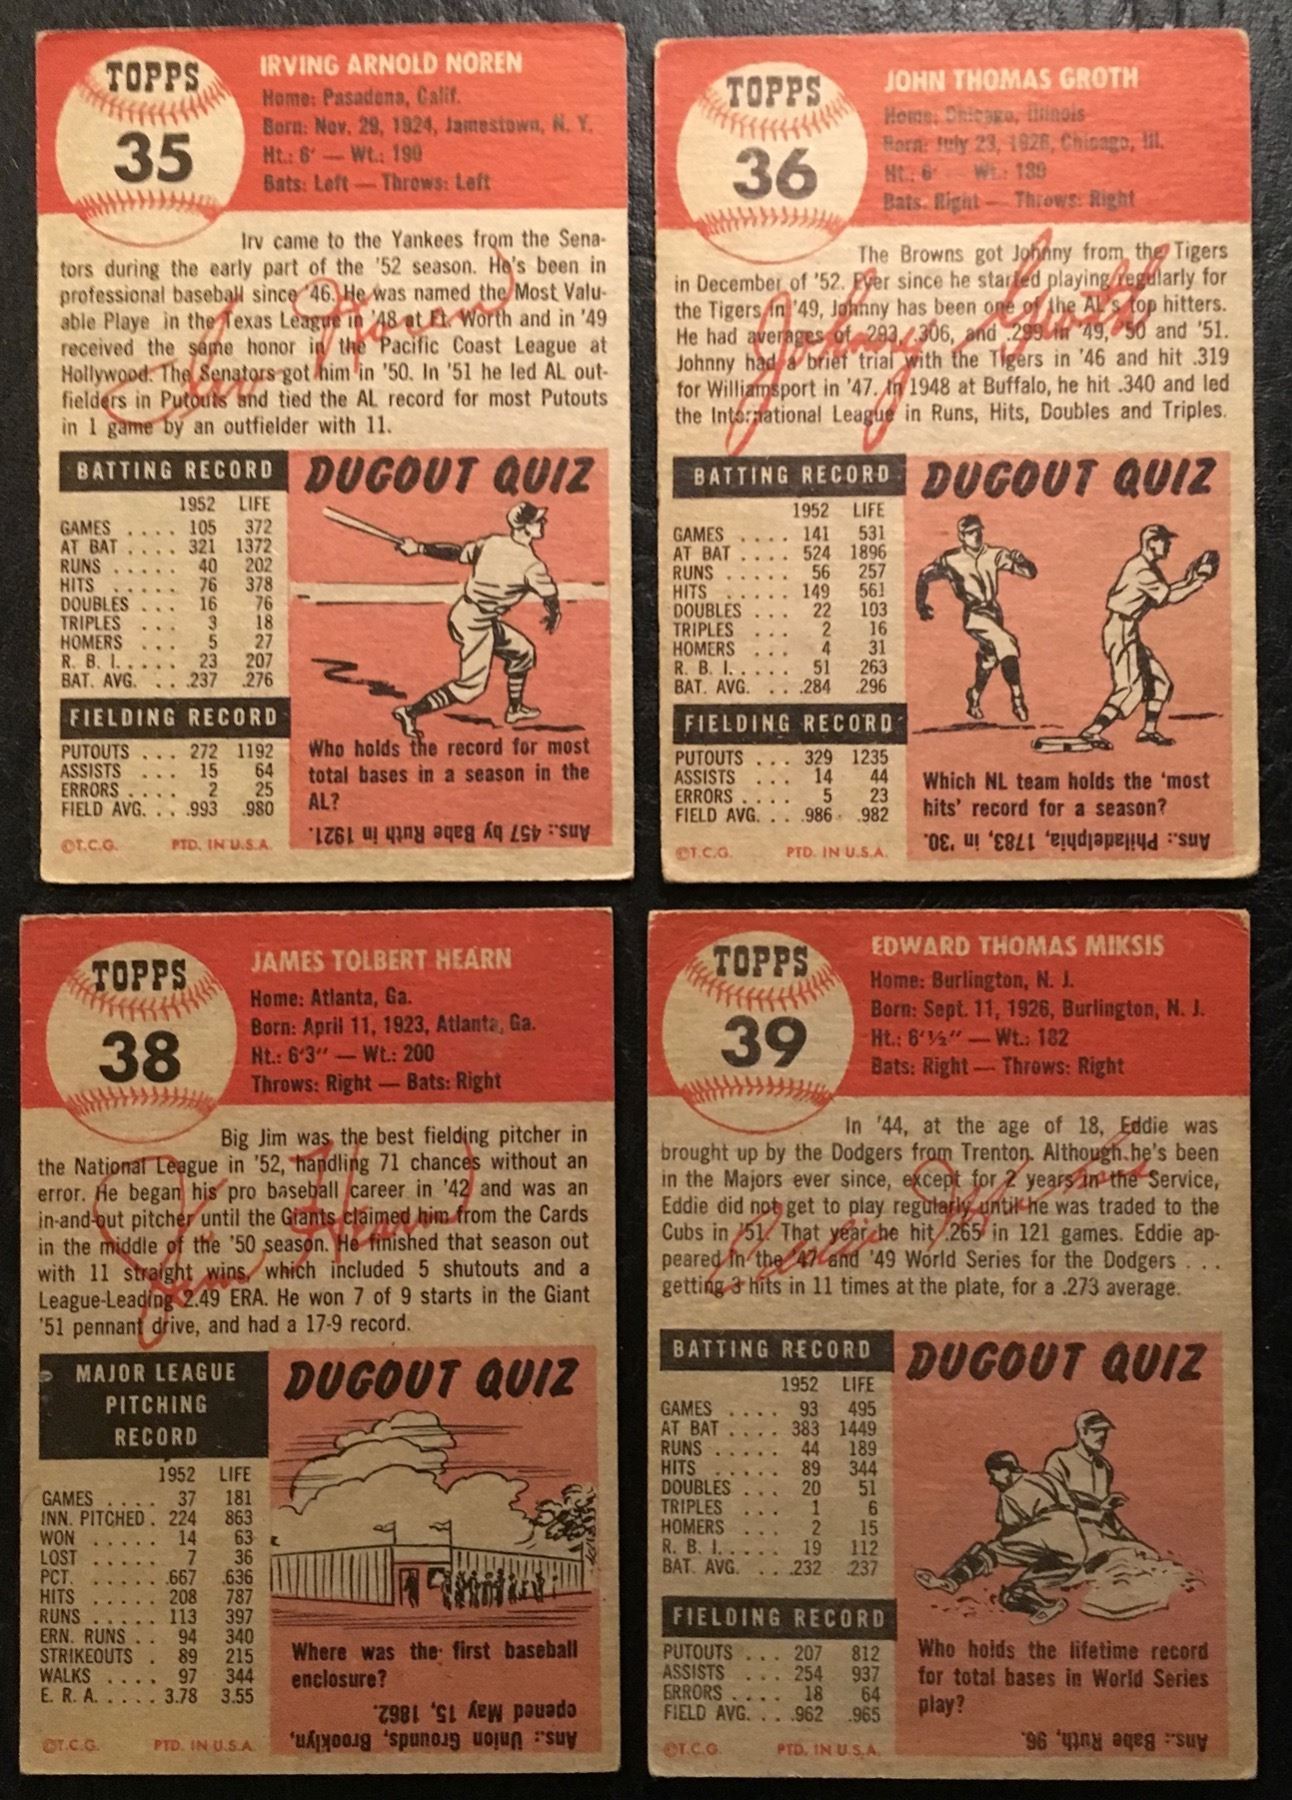 TOPPS
35
IRVING ARNOLD NOREN
Home: Pasadena, Calif.
Born: Nov. 29, 1924, Jamestown, N. Y.
Ht.: 6' — Wt.: 190
Bats: Left — Throws: Left
Irv came to the Yankees from the Sena-
tors during the early part of the '52 season. He's been in
professional baseball since '46. He was named the Most Valu-
able Playe in the Texas League in '48 at Ft. Worth and in '49
received the same honor in the Pacific Coast League at
Hollywood. The Senators got him in '50. In '51 he led AL out-
fielders in Putouts and tied the AL record for most Putouts
in 1 game by an outfielder with 11.
Irv Noren
BATTING RECORD
1952 LIFE
GAMES .... 105 372
AT BAT .... 321 1372
RUNS ..... 40 202
HITS ..... 76 378
DOUBLES ... 16 76
TRIPLES ... 3 18
HOMERS ... 5 27
R. B. I. .... 23 207
BAT. AVG. .. .237 .276
FIELDING RECORD
PUTOUTS ... 272 1192
ASSISTS ... 15 64
ERRORS .... 2 25
FIELD AVG. .. .993 .980
©T.C.G. PTD. IN U.S.A.
DUGOUT QUIZ
Who holds the record for most
total bases in a season in the
AL?
Ans.: 457 by Babe Ruth in 1921.
TOPPS
36
JOHN THOMAS GROTH
Home: Chicago, Illinois
Born: July 23, 1926, Chicago, Ill.
Ht.: 6' — Wt.: 180
Bats: Right — Throws: Right
The Browns got Johnny from the Tigers
in December of '52. Ever since he started playing regularly for
the Tigers in '49, Johnny has been one of the AL's top hitters.
He had averages of .293, .306, and .299 in '49, '50 and '51.
Johnny had a brief trial with the Tigers in '46 and hit .319
for Williamsport in '47. In 1948 at Buffalo, he hit .340 and led
the International League in Runs, Hits, Doubles and Triples.
Johnny Groth
BATTING RECORD
1952 LIFE
GAMES .... 141 531
AT BAT .... 524 1896
RUNS ..... 56 257
HITS ..... 149 561
DOUBLES ... 22 103
TRIPLES ... 2 16
HOMERS ... 4 31
R. B. I. .... 51 263
BAT. AVG. .. .284 .296
FIELDING RECORD
PUTOUTS ... 329 1235
ASSISTS ... 14 44
ERRORS .... 5 23
FIELD AVG. .. .986 .982
©T.C.G. PTD. IN U.S.A.
DUGOUT QUIZ
Which NL team holds the 'most
hits' record for a season?
Ans.: Philadelphia, 1783, in '30.
TOPPS
38
JAMES TOLBERT HEARN
Home: Atlanta, Ga.
Born: April 11, 1923, Atlanta, Ga.
Ht.: 6'3" — Wt.: 200
Throws: Right — Bats: Right
Big Jim was the best fielding pitcher in
the National League in '52, handling 71 chances without an
error. He began his pro baseball career in '42 and was an
in-and-out pitcher until the Giants claimed him from the Cards
in the middle of the '50 season. He finished that season out
with 11 straight wins, which included 5 shutouts and a
League-Leading 2.49 ERA. He won 7 of 9 starts in the Giant
'51 pennant drive, and had a 17-9 record.
Jim Hearn
MAJOR LEAGUE
PITCHING
RECORD
1952 LIFE
GAMES .... 37 181
INN. PITCHED . 224 863
WON ..... 14 63
LOST ..... 7 36
PCT. ...... .667 .636
HITS ...... 208 787
RUNS ..... 113 397
ERN. RUNS .. 94 340
STRIKEOUTS . 89 215
WALKS .... 97 344
E. R. A. .... 3.78 3.55
©T.C.G. PTD. IN U.S.A.
DUGOUT QUIZ
Where was the first baseball
enclosure?
Ans.: Union Grounds, Brooklyn,
opened May 15, 1862.
TOPPS
39
EDWARD THOMAS MIKSIS
Home: Burlington, N. J.
Born: Sept. 11, 1926, Burlington, N. J.
Ht.: 6'½" — Wt.: 182
Bats: Right — Throws: Right
In '44, at the age of 18, Eddie was
brought up by the Dodgers from Trenton. Although he's been
in the Majors ever since, except for 2 years in the Service,
Eddie did not get to play regularly until he was traded to the
Cubs in '51. That year he hit .265 in 121 games. Eddie ap-
peared in the '47 and '49 World Series for the Dodgers ...
getting 3 hits in 11 times at the plate, for a .273 average.
Eddie Miksis
BATTING RECORD
1952 LIFE
GAMES .... 93 495
AT BAT .... 383 1449
RUNS ..... 44 189
HITS ..... 89 344
DOUBLES ... 20 51
TRIPLES ... 1 6
HOMERS ... 2 15
R. B. I. .... 19 112
BAT. AVG. .. .232 .237
FIELDING RECORD
PUTOUTS ... 207 812
ASSISTS ... 254 937
ERRORS .... 18 64
FIELD AVG. .. .962 .965
©T.C.G. PTD. IN U.S.A.
DUGOUT QUIZ
Who holds the lifetime record
for total bases in World Series
play?
Ans.: Babe Ruth, 96.